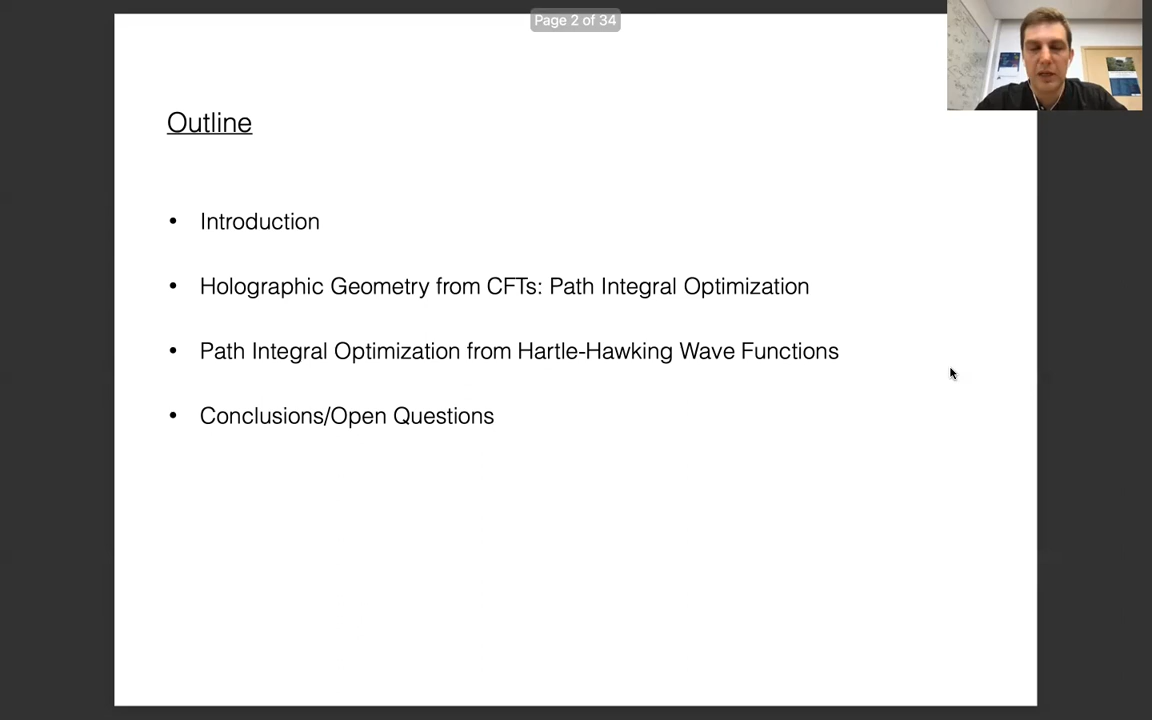 Page 2 of 34
Outline
• Introduction
• Holographic Geometry from CFTs: Path Integral Optimization
• Path Integral Optimization from Hartle-Hawking Wave Functions
• Conclusions/Open Questions